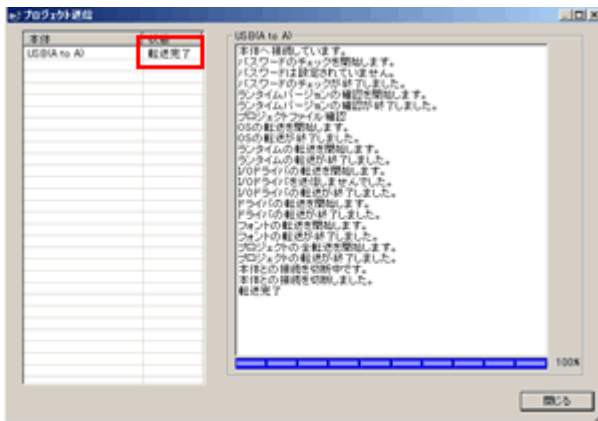 プロジェクト送信
本体
状態
USB(A to A)
転送完了
USB(A to A)
本体へ接続しています。
パスワードのチェックを開始します。
パスワードは設定されていません。
パスワードのチェックが終了しました。
ランタイムバージョンの確認を開始します。
ランタイムバージョンの確認が終了しました。
プロジェクトファイル確認
OSの転送を開始します。
OSの転送が終了しました。
ランタイムの転送を開始します。
ランタイムの転送が終了しました。
I/Oドライバの転送を開始します。
I/Oドライバを送信しませんでした。
I/Oドライバの転送が終了しました。
ドライバの転送を開始します。
ドライバの転送が終了しました。
フォントの転送を開始します。
フォントの転送が終了しました。
プロジェクトの全転送を開始します。
プロジェクトの転送が終了しました。
本体との接続を切断中です。
本体との接続を切断しました。
転送完了
100%
閉じる